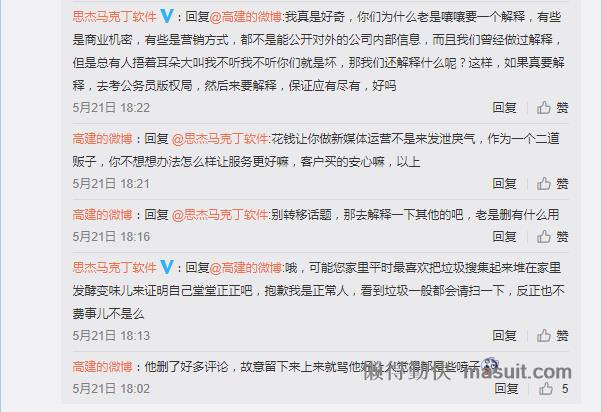 思杰马克丁软件 V：回复@高建的微博:我真是好奇，你们为什么老是嚷嚷要一个解释，有些
是商业机密，有些是营销方式，都不是能公开对外的公司内部信息，而且我们曾经做过解释，
但是总有人捂着耳朵大叫我不听我不听你们就是坏，那我们还解释什么呢？这样，如果真要解
释，去考公务员版权局，然后来要解释，保证应有尽有，好吗
5月21日 18:22 回复 赞
高建的微博：回复 @思杰马克丁软件:花钱让你做新媒体运营不是来发泄戾气，作为一个二道
贩子，你不想想办法怎么样让服务更好嘛，客户买的安心嘛，以上
5月21日 18:21 回复 赞
高建的微博：回复 @思杰马克丁软件:别转移话题，那去解释一下其他的吧，老是删有什么用
5月21日 18:16 回复 赞
思杰马克丁软件 V：回复@高建的微博:哦，可能您家里平时最喜欢把垃圾搜集起来堆在家里
发酵变味儿来证明自己堂堂正正吧，抱歉我是正常人，看到垃圾一般都会请扫一下，反正也不
费事儿不是么
5月21日 18:13 回复 赞
高建的微博：他删了好多评论，故意留下来上来就骂他的，让人觉得都是些喷子
5月21日 18:02 回复 5
懒得勤快 masuit.com